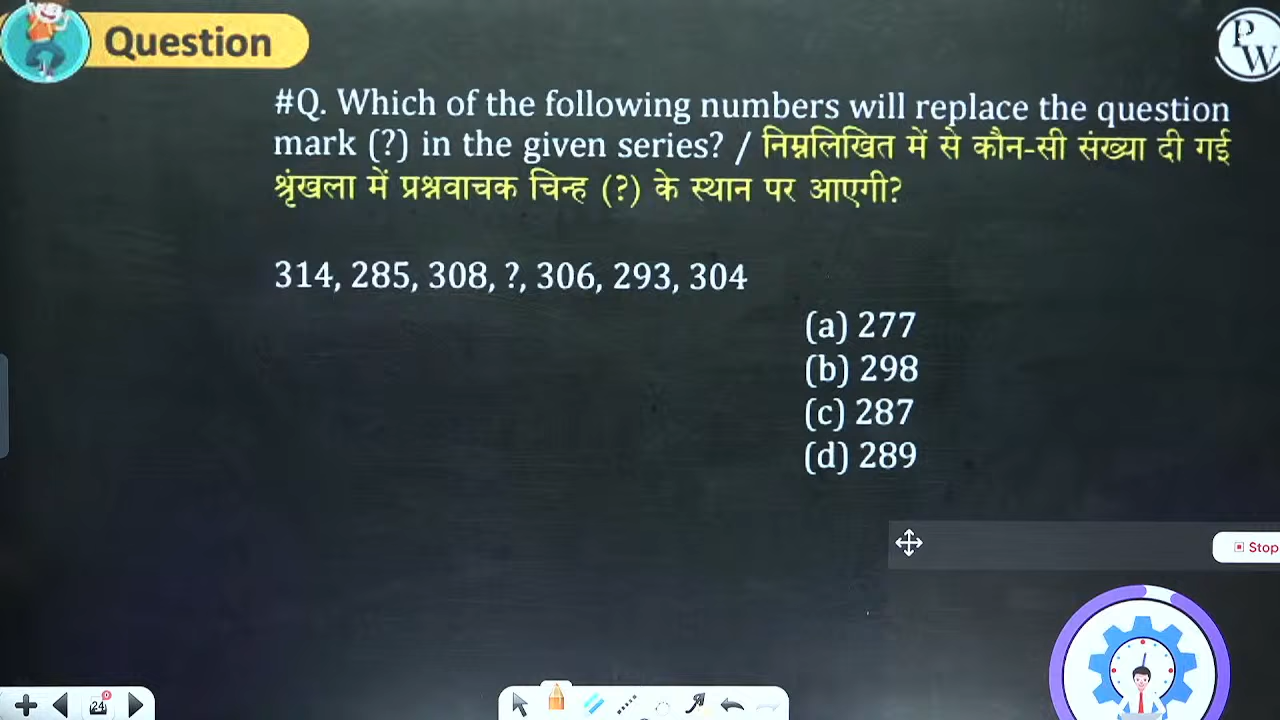 Question
PW
#Q. Which of the following numbers will replace the question
mark (?) in the given series? / निम्नलिखित में से कौन-सी संख्या दी गई
श्रृंखला में प्रश्नवाचक चिन्ह (?) के स्थान पर आएगी?
314, 285, 308, ?, 306, 293, 304
(a) 277
(b) 298
(c) 287
(d) 289
Stop
24